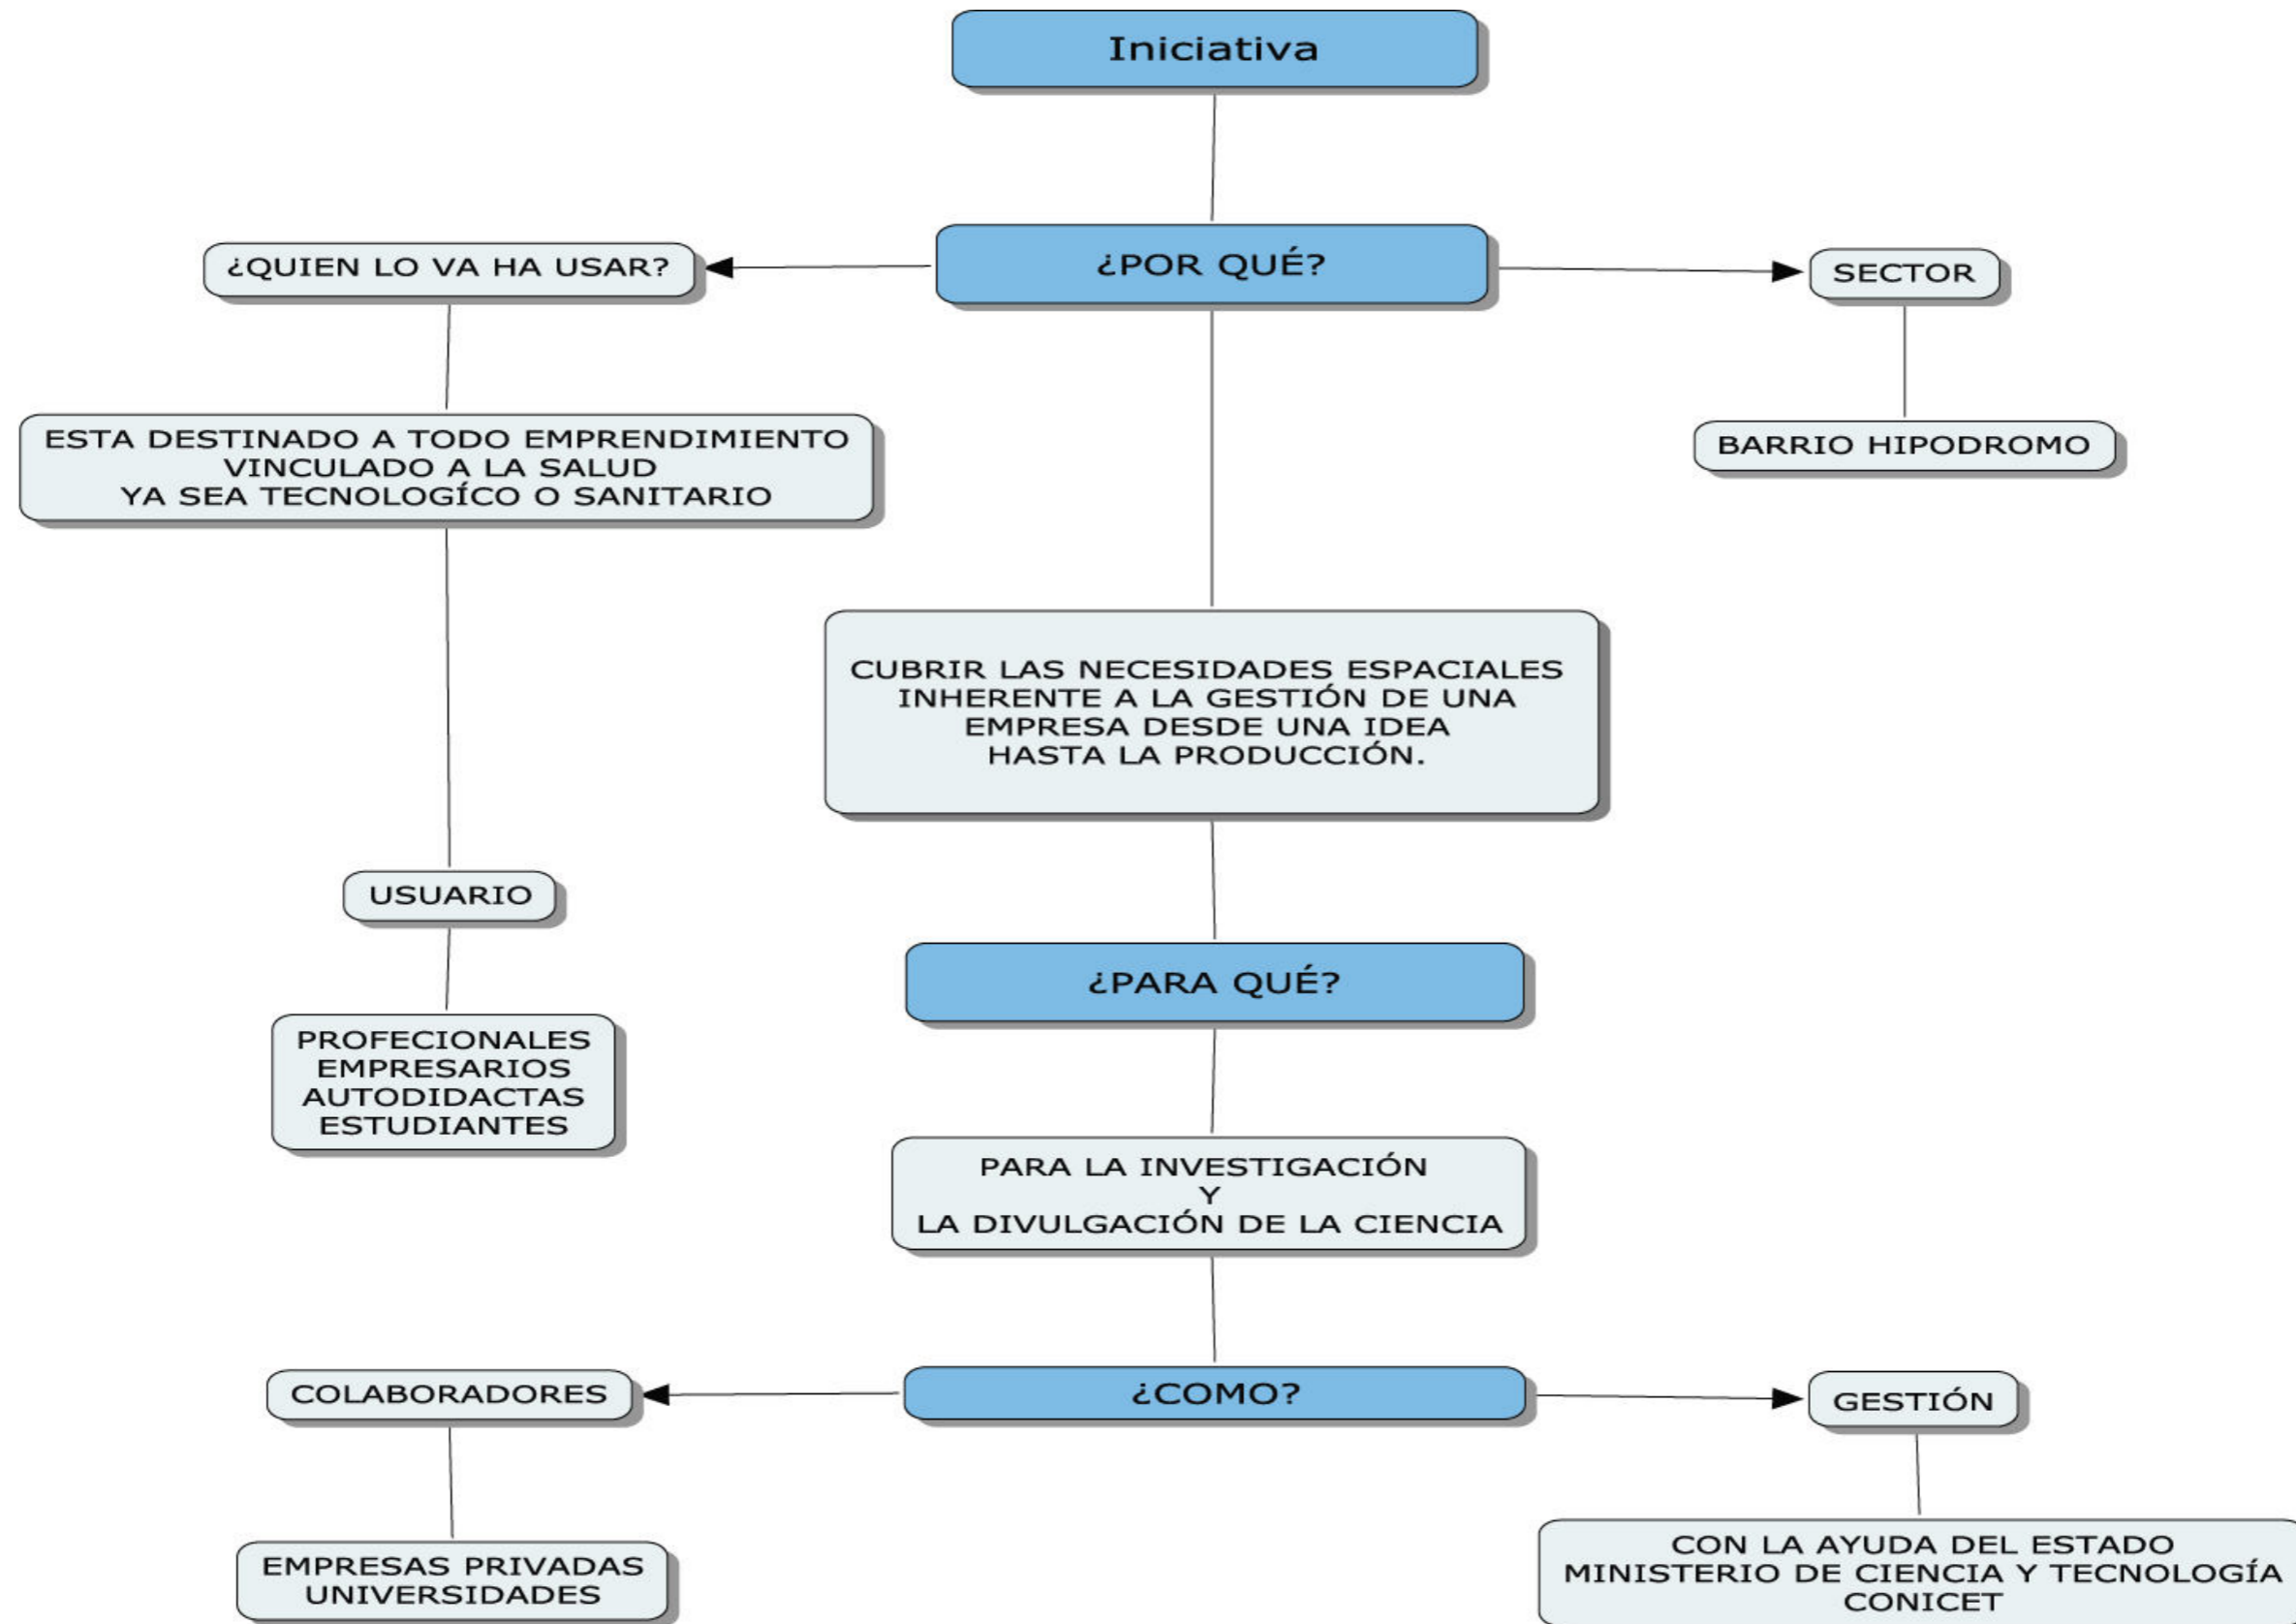 Iniciativa
¿QUIEN LO VA HA USAR?
¿POR QUÉ?
SECTOR
ESTA DESTINADO A TODO EMPRENDIMIENTO
VINCULADO A LA SALUD
YA SEA TECNOLOGÍCO O SANITARIO
BARRIO HIPODROMO
CUBRIR LAS NECESIDADES ESPACIALES
INHERENTE A LA GESTIÓN DE UNA
EMPRESA DESDE UNA IDEA
HASTA LA PRODUCCIÓN.
USUARIO
PROFECIONALES
EMPRESARIOS
AUTODIDACTAS
ESTUDIANTES
¿PARA QUÉ?
PARA LA INVESTIGACIÓN
Y
LA DIVULGACIÓN DE LA CIENCIA
COLABORADORES
¿COMO?
GESTIÓN
EMPRESAS PRIVADAS
UNIVERSIDADES
CON LA AYUDA DEL ESTADO
MINISTERIO DE CIENCIA Y TECNOLOGÍA
CONICET